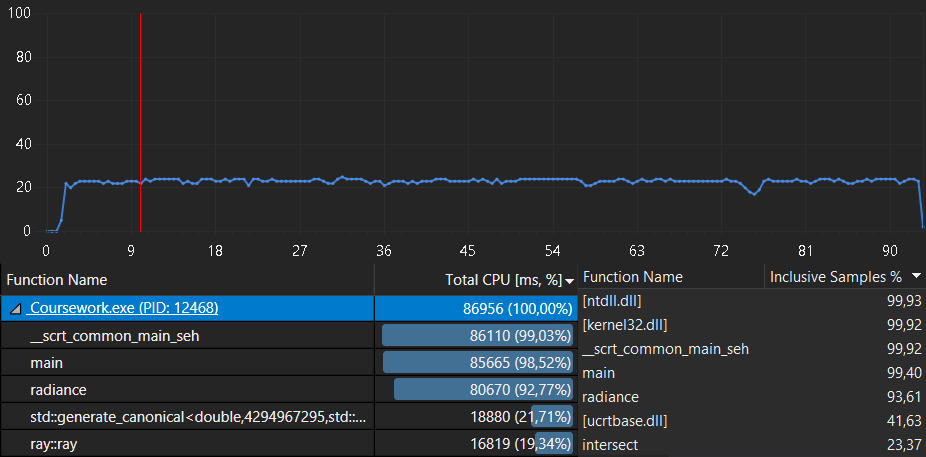 100
80
60
40
20
0
0 9 18 27 36 45 54 63 72 81 90
Function Name Total CPU [ms, %]
Coursework.exe (PID: 12468) 86956 (100,00%)
__scrt_common_main_seh 86110 (99,03%)
main 85665 (98,52%)
radiance 80670 (92,77%)
std::generate_canonical<double,4294967295,std::... 18880 (21,71%)
ray::ray 16819 (19,34%)
Function Name Inclusive Samples %
[ntdll.dll] 99,93
[kernel32.dll] 99,92
__scrt_common_main_seh 99,92
main 99,40
radiance 93,61
[ucrtbase.dll] 41,63
intersect 23,37